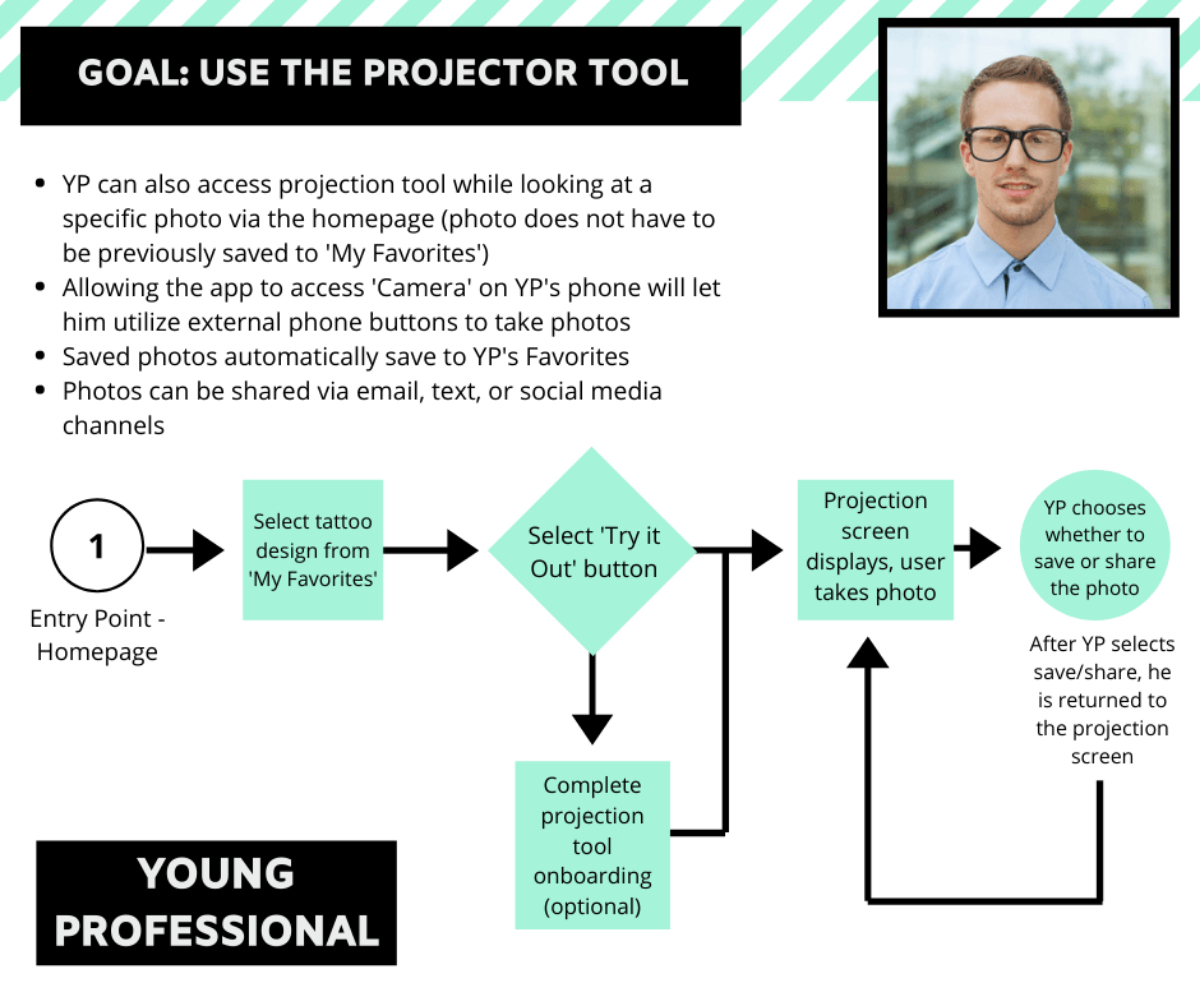 GOAL: USE THE PROJECTOR TOOL
• YP can also access projection tool while looking at a
specific photo via the homepage (photo does not have to
be previously saved to 'My Favorites')
• Allowing the app to access 'Camera' on YP's phone will let
him utilize external phone buttons to take photos
• Saved photos automatically save to YP's Favorites
• Photos can be shared via email, text, or social media
channels
1
Entry Point -
Homepage
Select tattoo
design from
'My Favorites'
Select 'Try it
Out' button
Complete
projection
tool
onboarding
(optional)
Projection
screen
displays, user
takes photo
YP chooses
whether to
save or share
the photo
After YP selects
save/share, he
is returned to
the projection
screen
YOUNG
PROFESSIONAL